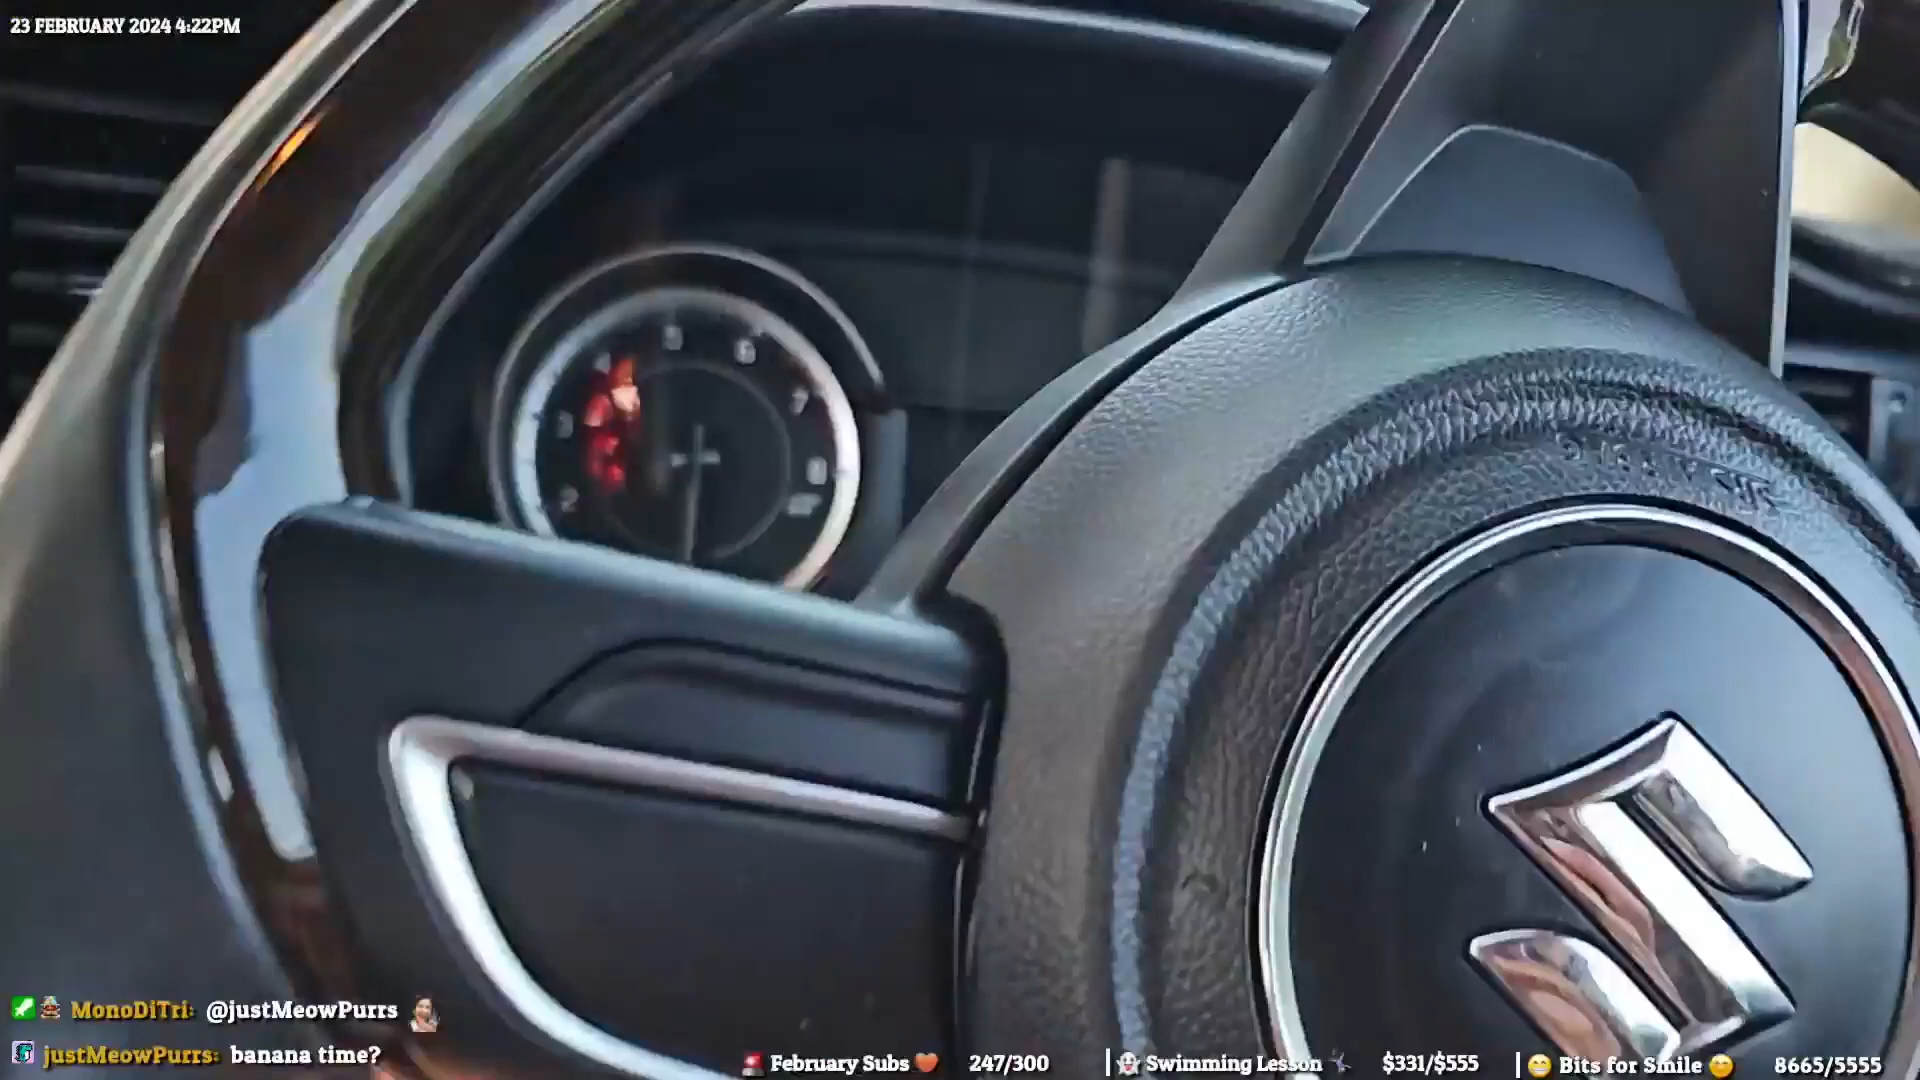 23 FEBRUARY 2024 4:22PM
MonoDiTri: @justMeowPurrs
justMeowPurrs: banana time?
February Subs 247/300 | Swimming Lesson $331/$555 | Bits for Smile 8665/5555